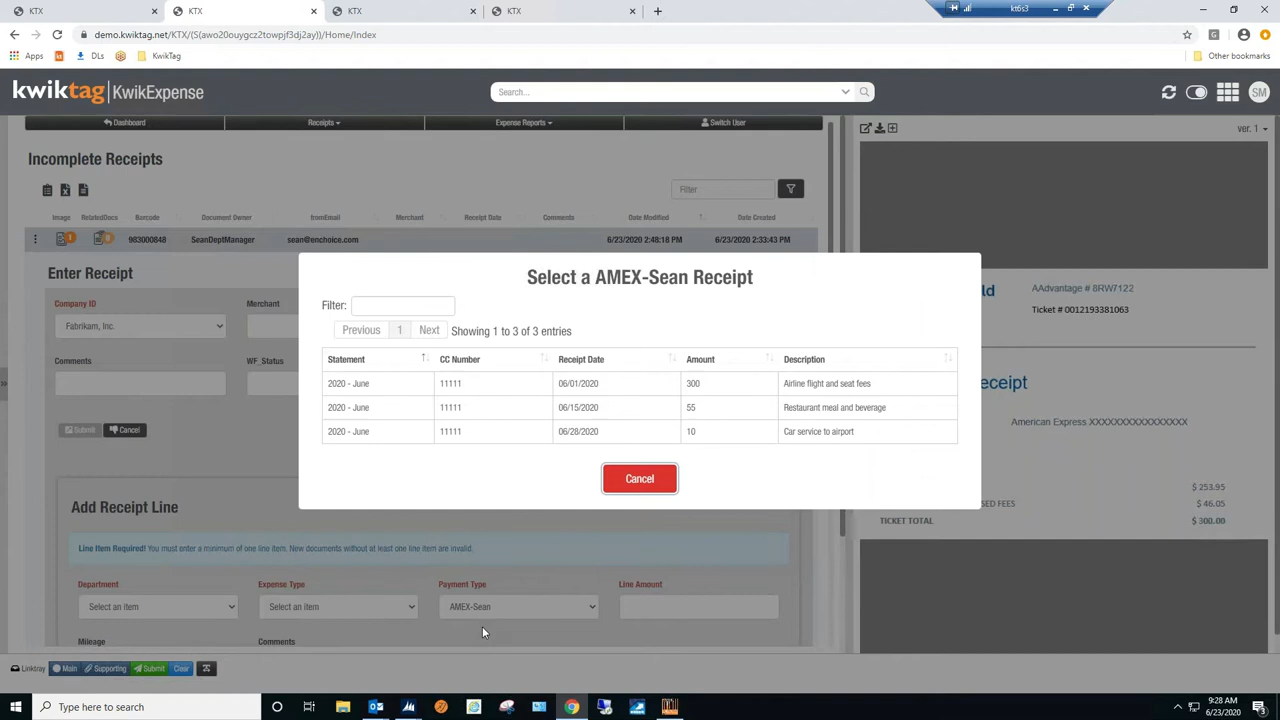 KTX
KTX
KTX
KTX
kt6s3
demo.kwiktag.net/KTX/(S(awo20ouygcz2towpjf3dj2ay))/Home/Index
Apps
kt
DLs
KwikTag
Other bookmarks
kwiktag | KwikExpense
Search...
SM
Dashboard
Receipts
Expense Reports
Switch User
ver. 1
Incomplete Receipts
Filter
Image
RelatedDocs
Barcode
Document Owner
fromEmail
Merchant
Receipt Date
Comments
Date Modified
Date Created
983000848
SeanDeptManager
sean@enchoice.com
6/23/2020 2:48:18 PM
6/23/2020 2:33:43 PM
Enter Receipt
Company ID
Merchant
Fabrikam, Inc.
Comments
WF_Status
Submit
Cancel
Select a AMEX-Sean Receipt
Filter:
Previous 1 Next Showing 1 to 3 of 3 entries
Statement CC Number Receipt Date Amount Description
2020 - June 11111 06/01/2020 300 Airline flight and seat fees
2020 - June 11111 06/15/2020 55 Restaurant meal and beverage
2020 - June 11111 06/28/2020 10 Car service to airport
Cancel
ld
AAdvantage # 8RW7122
Ticket # 0012193381063
eceipt
American Express XXXXXXXXXXXXXXX
$ 253.95
SED FEES $ 46.05
TICKET TOTAL $ 300.00
Add Receipt Line
Line Item Required! You must enter a minimum of one line item. New documents without at least one line item are invalid.
Department
Expense Type
Payment Type
Line Amount
Select an item
Select an item
AMEX-Sean
Mileage
Comments
Linktray
Main
Supporting
Submit
Clear
Type here to search
9:28 AM
6/23/2020